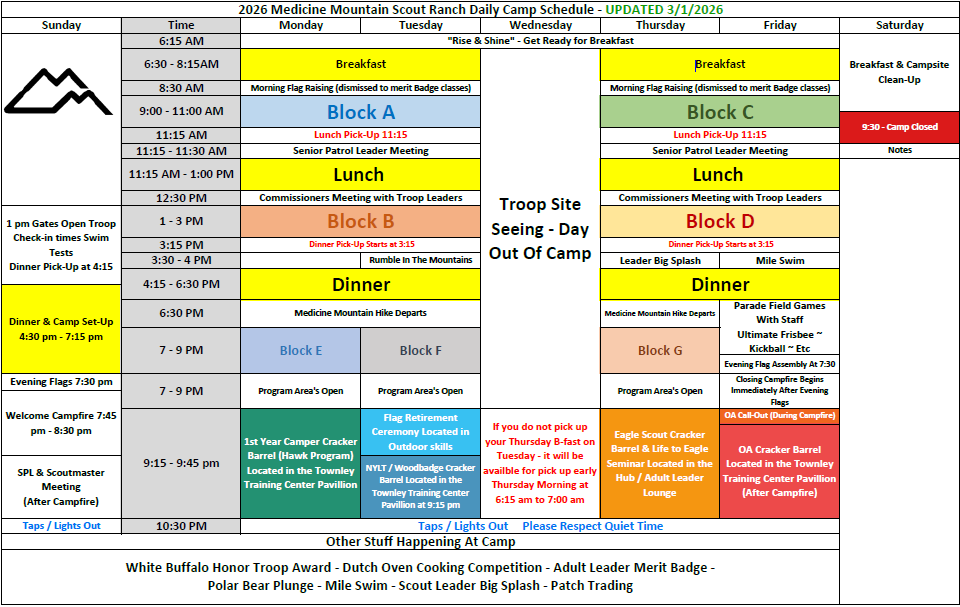 2026 Medicine Mountain Scout Ranch Daily Camp Schedule - UPDATED 3/1/2026
Sunday Time Monday Tuesday Wednesday Thursday Friday Saturday
6:15 AM "Rise & Shine" - Get Ready for Breakfast
6:30 - 8:15AM Breakfast Breakfast
Breakfast & Campsite
Clean-Up
8:30 AM Morning Flag Raising (dismissed to merit Badge classes) Morning Flag Raising (dismissed to merit Badge classes)
9:00 - 11:00 AM Block A Block C
9:30 - Camp Closed
11:15 AM Lunch Pick-Up 11:15 Lunch Pick-Up 11:15
11:15 - 11:30 AM Senior Patrol Leader Meeting Senior Patrol Leader Meeting Notes
11:15 AM - 1:00 PM Lunch Lunch
12:30 PM Commissioners Meeting with Troop Leaders Commissioners Meeting with Troop Leaders
Troop Site
Seeing - Day
Out Of Camp
1 pm Gates Open Troop
Check-in times Swim
Tests
Dinner Pick-Up at 4:15
1 - 3 PM Block B Block D
3:15 PM Dinner Pick-Up Starts at 3:15 Dinner Pick-Up Starts at 3:15
3:30 - 4 PM Rumble In The Mountains Leader Big Splash Mile Swim
4:15 - 6:30 PM Dinner Dinner
Dinner & Camp Set-Up
4:30 pm - 7:15 pm
6:30 PM Medicine Mountain Hike Departs Medicine Mountain Hike Departs
Parade Field Games
With Staff
Ultimate Frisbee ~
Kickball ~ Etc
7 - 9 PM Block E Block F Block G
Evening Flag Assembly At 7:30
Evening Flags 7:30 pm
7 - 9 PM Program Area's Open Program Area's Open Program Area's Open
Closing Campfire Begins
Immediately After Evening
Flags
Welcome Campfire 7:45
pm - 8:30 pm
SPL & Scoutmaster
Meeting
(After Campfire)
9:15 - 9:45 pm
1st Year Camper Cracker
Barrel (Hawk Program)
Located in the Townley
Training Center Pavillion
Flag Retirement
Ceremony Located in
Outdoor skills
NYLT / Woodbadge Cracker
Barrel Located in the
Townley Training Center
Pavillion at 9:15 pm
If you do not pick up
your Thursday B-fast on
Tuesday - it will be
availble for pick up early
Thursday Morning at
6:15 am to 7:00 am
Eagle Scout Cracker
Barrel & Life to Eagle
Seminar Located in the
Hub / Adult Leader
Lounge
OA Call-Out (During Campfire)
OA Cracker Barrel
Located in the Townley
Training Center Pavillion
(After Campfire)
Taps / Lights Out 10:30 PM Taps / Lights Out Please Respect Quiet Time
Other Stuff Happening At Camp
White Buffalo Honor Troop Award - Dutch Oven Cooking Competition - Adult Leader Merit Badge -
Polar Bear Plunge - Mile Swim - Scout Leader Big Splash - Patch Trading